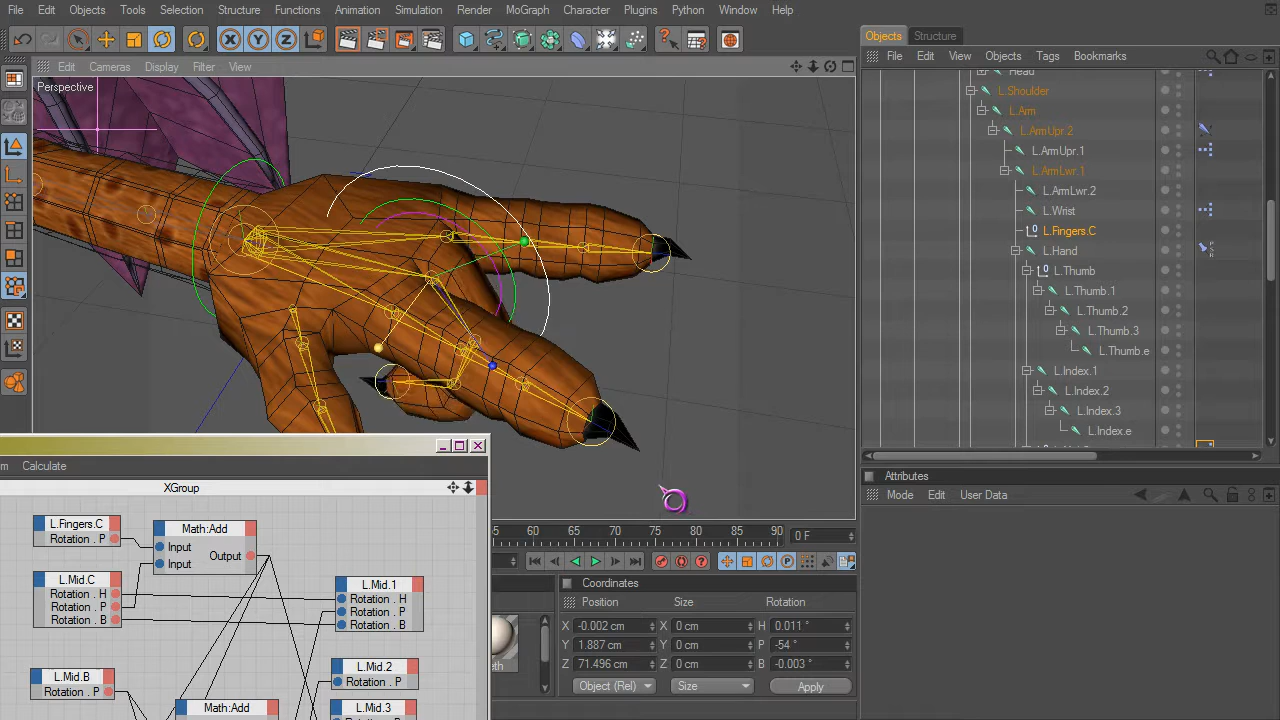 File Edit Objects Tools Selection Structure Functions Animation Simulation Render MoGraph Character Plugins Python Window Help
Objects Structure
File Edit View Objects Tags Bookmarks
Edit Cameras Display Filter View
Perspective
Head
L.Shoulder
L.Arm
L.ArmUpr.2
L.ArmUpr.1
L.ArmLwr.1
L.ArmLwr.2
L.Wrist
L.Fingers.C
L.Hand
L.Thumb
L.Thumb.1
L.Thumb.2
L.Thumb.3
L.Thumb.e
L.Index.1
L.Index.2
L.Index.3
L.Index.e
Attributes
Mode Edit User Data
Calculate
XGroup
L.Fingers.C
Rotation . P
Math:Add
Input
Output
Input
L.Mid.C
Rotation . H
Rotation . P
Rotation . B
L.Mid.1
Rotation . H
Rotation . P
Rotation . B
L.Mid.B
Rotation . P
Math:Add
L.Mid.2
Rotation . P
L.Mid.3
60 65 70 75 80 85 90 0 F
Coordinates
Position Size Rotation
X -0.002 cm X 0 cm H 0.011 °
Y 1.887 cm Y 0 cm P -54 °
Z 71.496 cm Z 0 cm B -0.003 °
Object (Rel) Size Apply